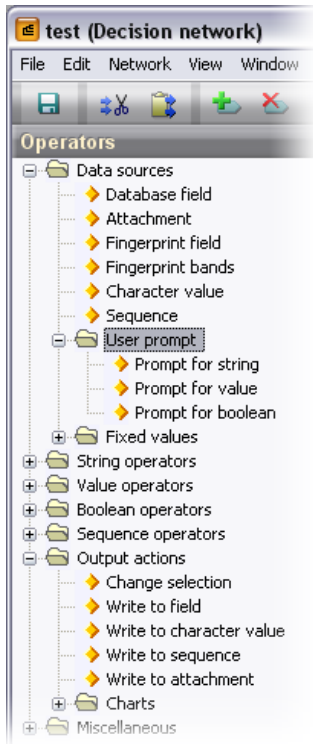 test (Decision network)
File Edit Network View Window
Operators
Data sources
Database field
Attachment
Fingerprint field
Fingerprint bands
Character value
Sequence
User prompt
Prompt for string
Prompt for value
Prompt for boolean
Fixed values
String operators
Value operators
Boolean operators
Sequence operators
Output actions
Change selection
Write to field
Write to character value
Write to sequence
Write to attachment
Charts
Miscellaneous